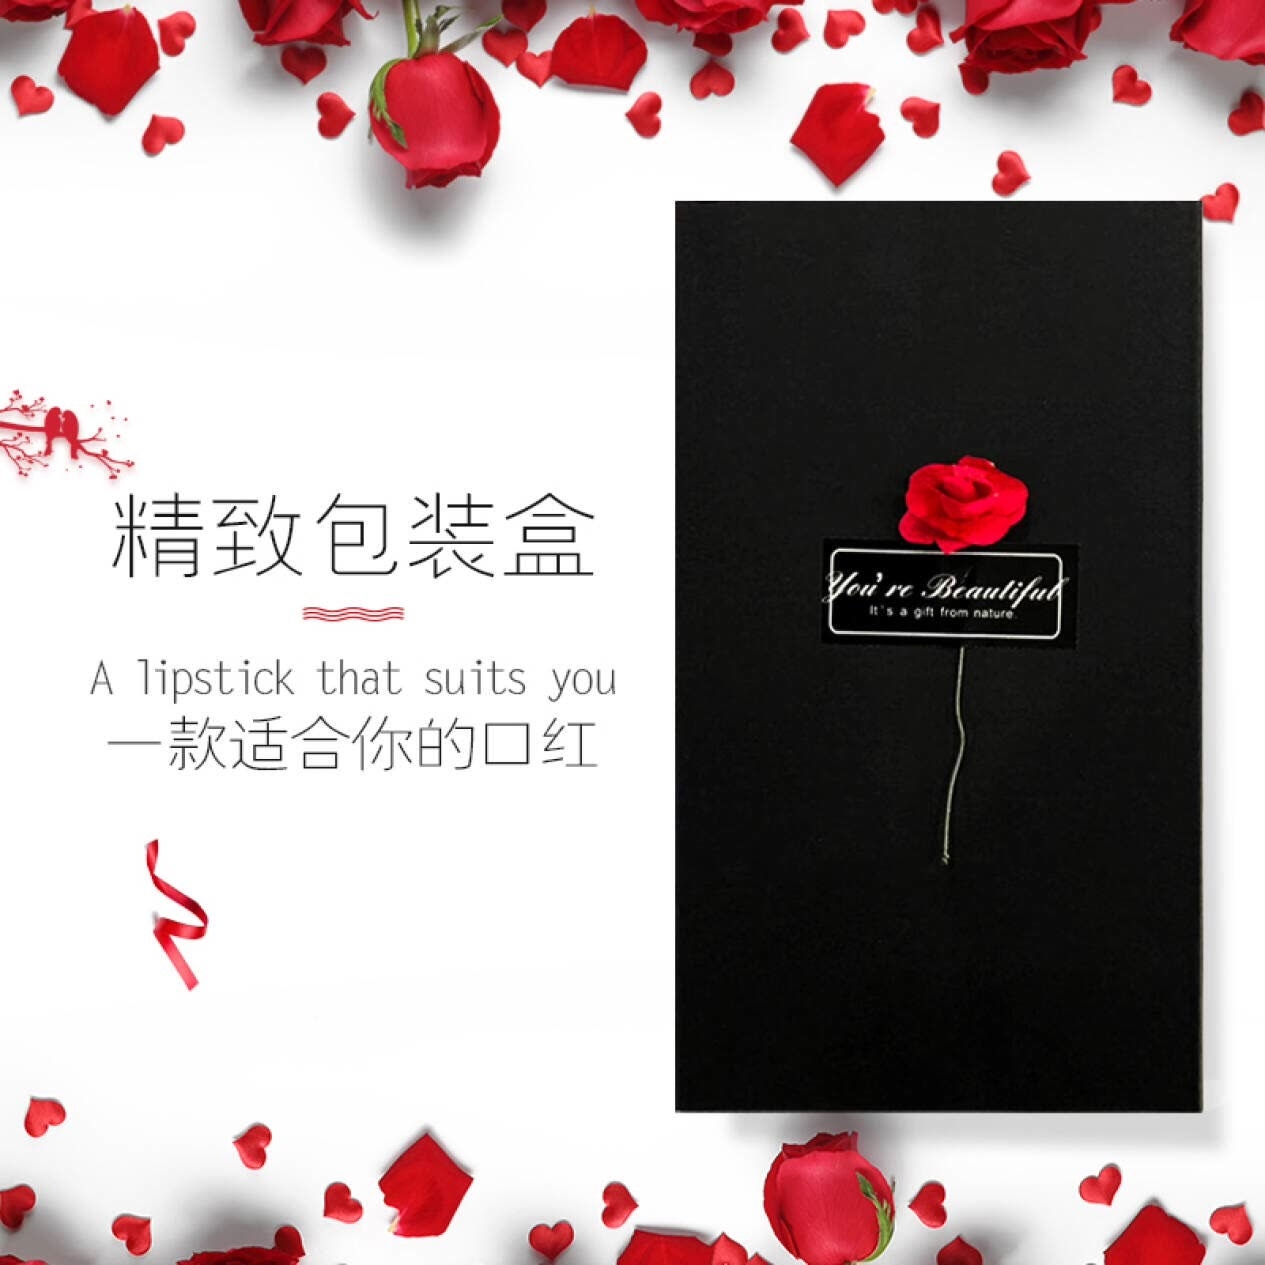 精致包装盒
A lipstick that suits you
一款适合你的口红
You're Beautiful
It's a gift from nature.